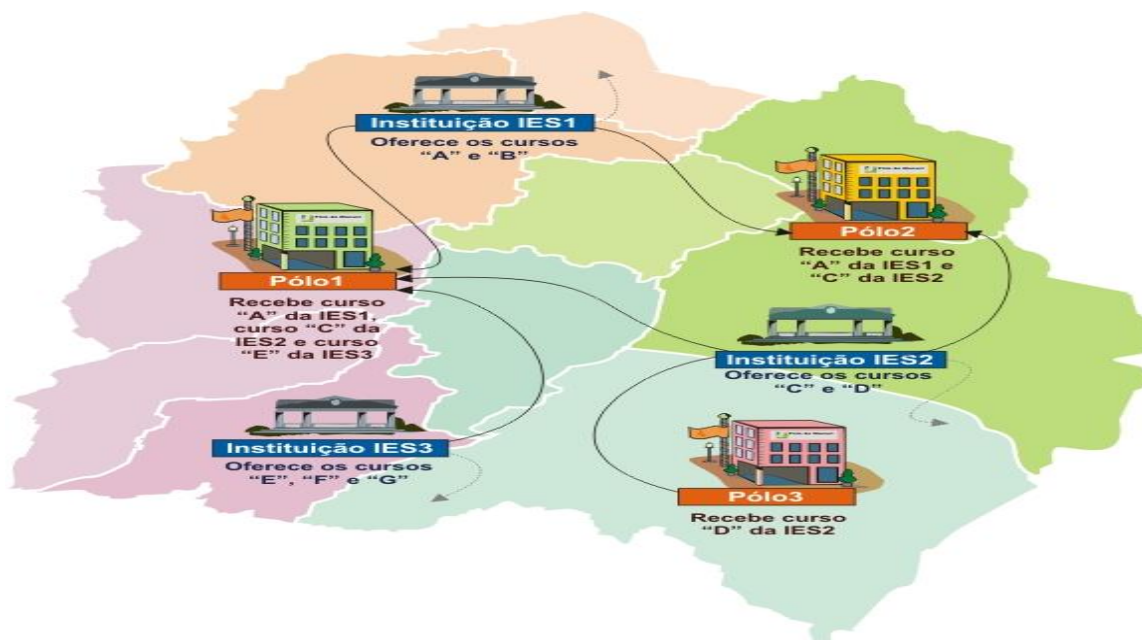 Instituição IES1
Oferece os cursos
“A” e “B”
Pólo2
Recebe curso
“A” da IES1 e
“C” da IES2
Pólo1
Recebe curso
“A” da IES1,
curso “C” da
IES2 e curso
“E” da IES3
Instituição IES2
Oferece os cursos
“C” e “D”
Instituição IES3
Oferece os cursos
“E”, “F” e “G”
Pólo3
Recebe curso
“D” da IES2